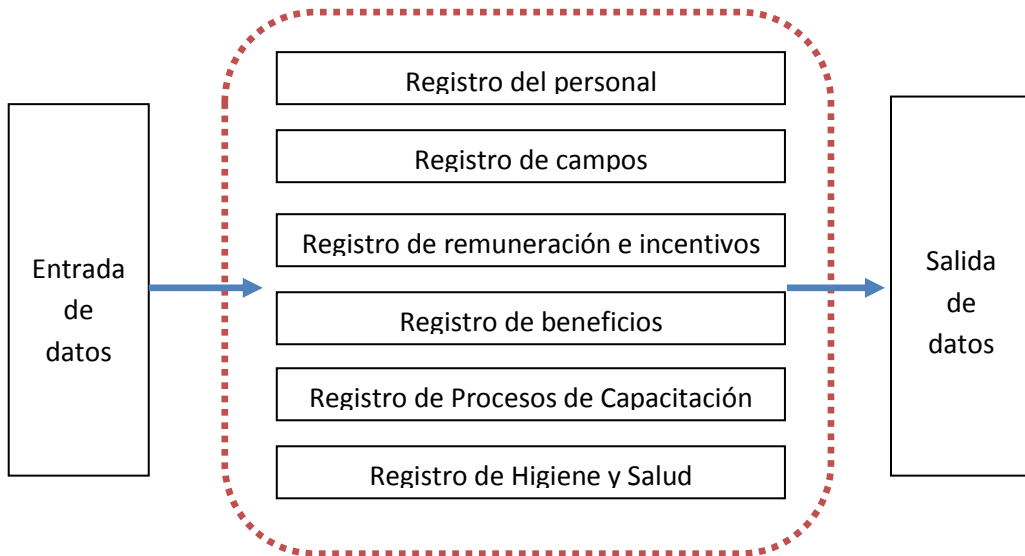 Entrada
de
datos
Registro del personal
Registro de campos
Registro de remuneración e incentivos
Registro de beneficios
Registro de Procesos de Capacitación
Registro de Higiene y Salud
Salida
de
datos